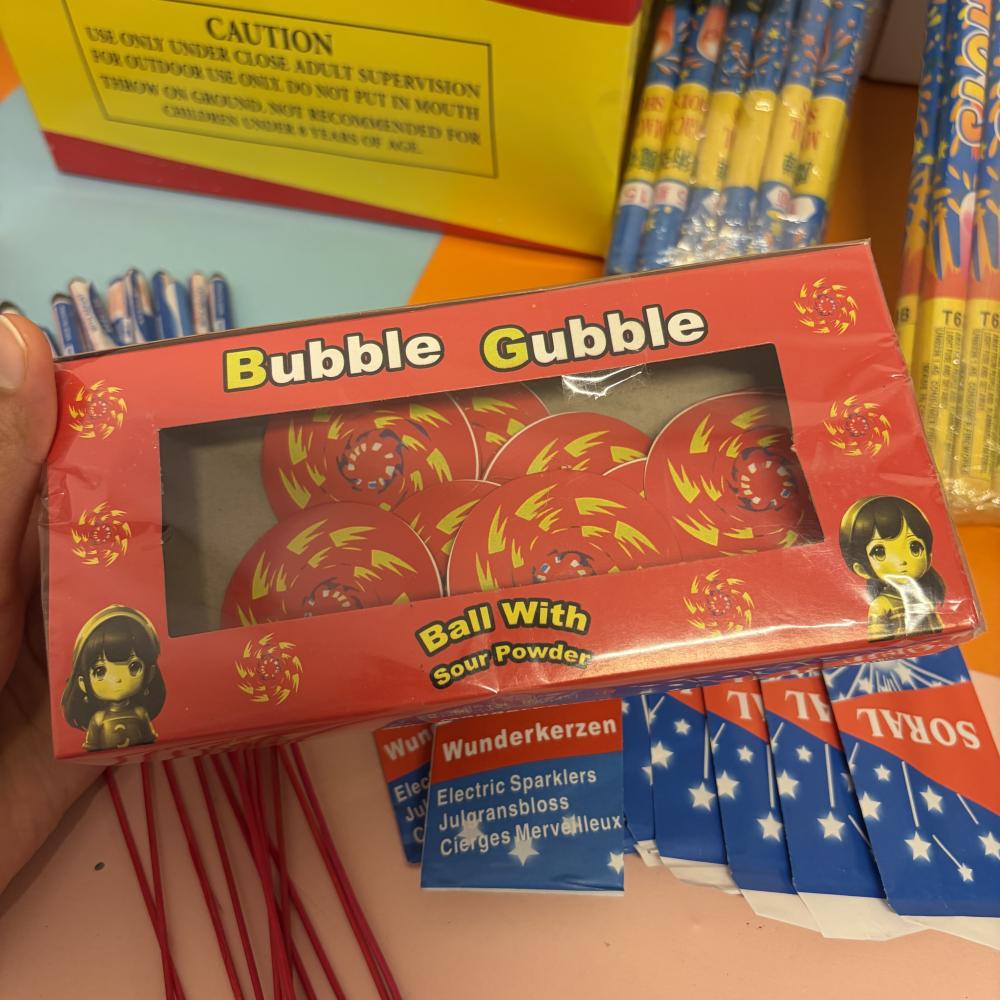 CAUTION
USE ONLY UNDER CLOSE ADULT SUPERVISION
FOR OUTDOOR USE ONLY. DO NOT PUT IN MOUTH
THROW ON GROUND. NOT RECOMMENDED FOR
CHILDREN UNDER 8 YEARS OF AGE.
Bubble Gubble
Ball With
Sour Powder
Wunderkerzen
Electric Sparklers
Julgransbloss
Cierges Merveilleux
SORAL